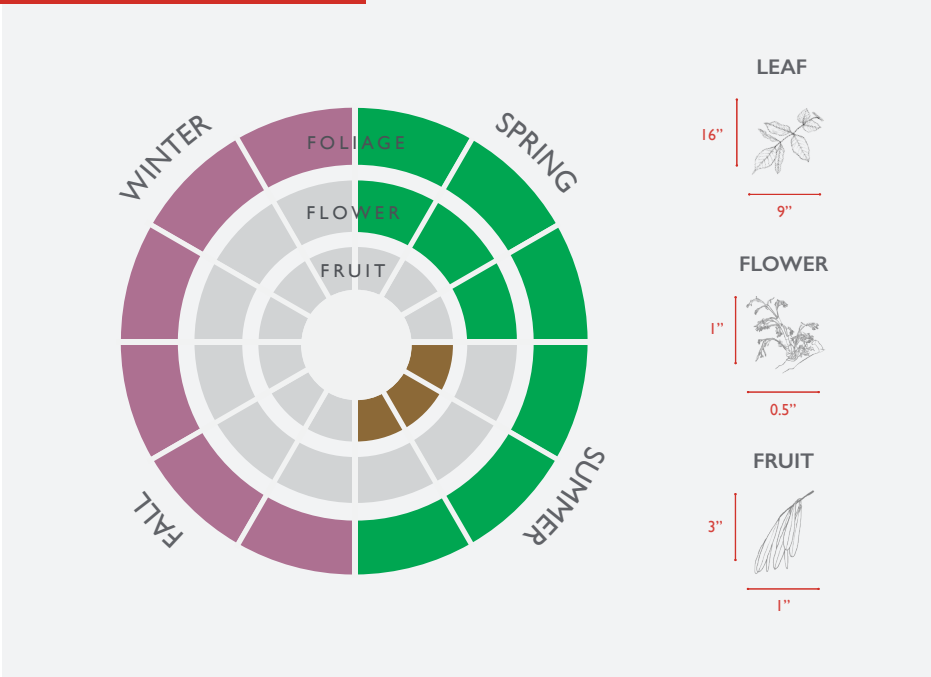 WINTER
SPRING
FOLIAGE
FLOWER
FRUIT
FALL
SUMMER
LEAF
16”
9”
FLOWER
1”
0.5”
FRUIT
3”
1”